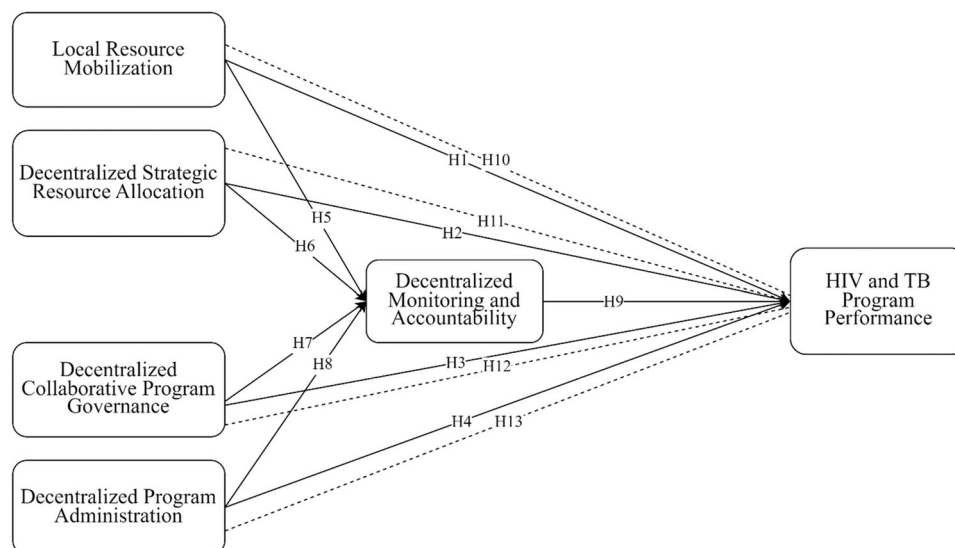 Local Resource
Mobilization
H1
H10
Decentralized Strategic
Resource Allocation
H5
H11
H2
H6
Decentralized
Monitoring and
Accountability
H9
HIV and TB
Program
Performance
H7
H8
H3
H12
Decentralized
Collaborative Program
Governance
H4
H13
Decentralized Program
Administration